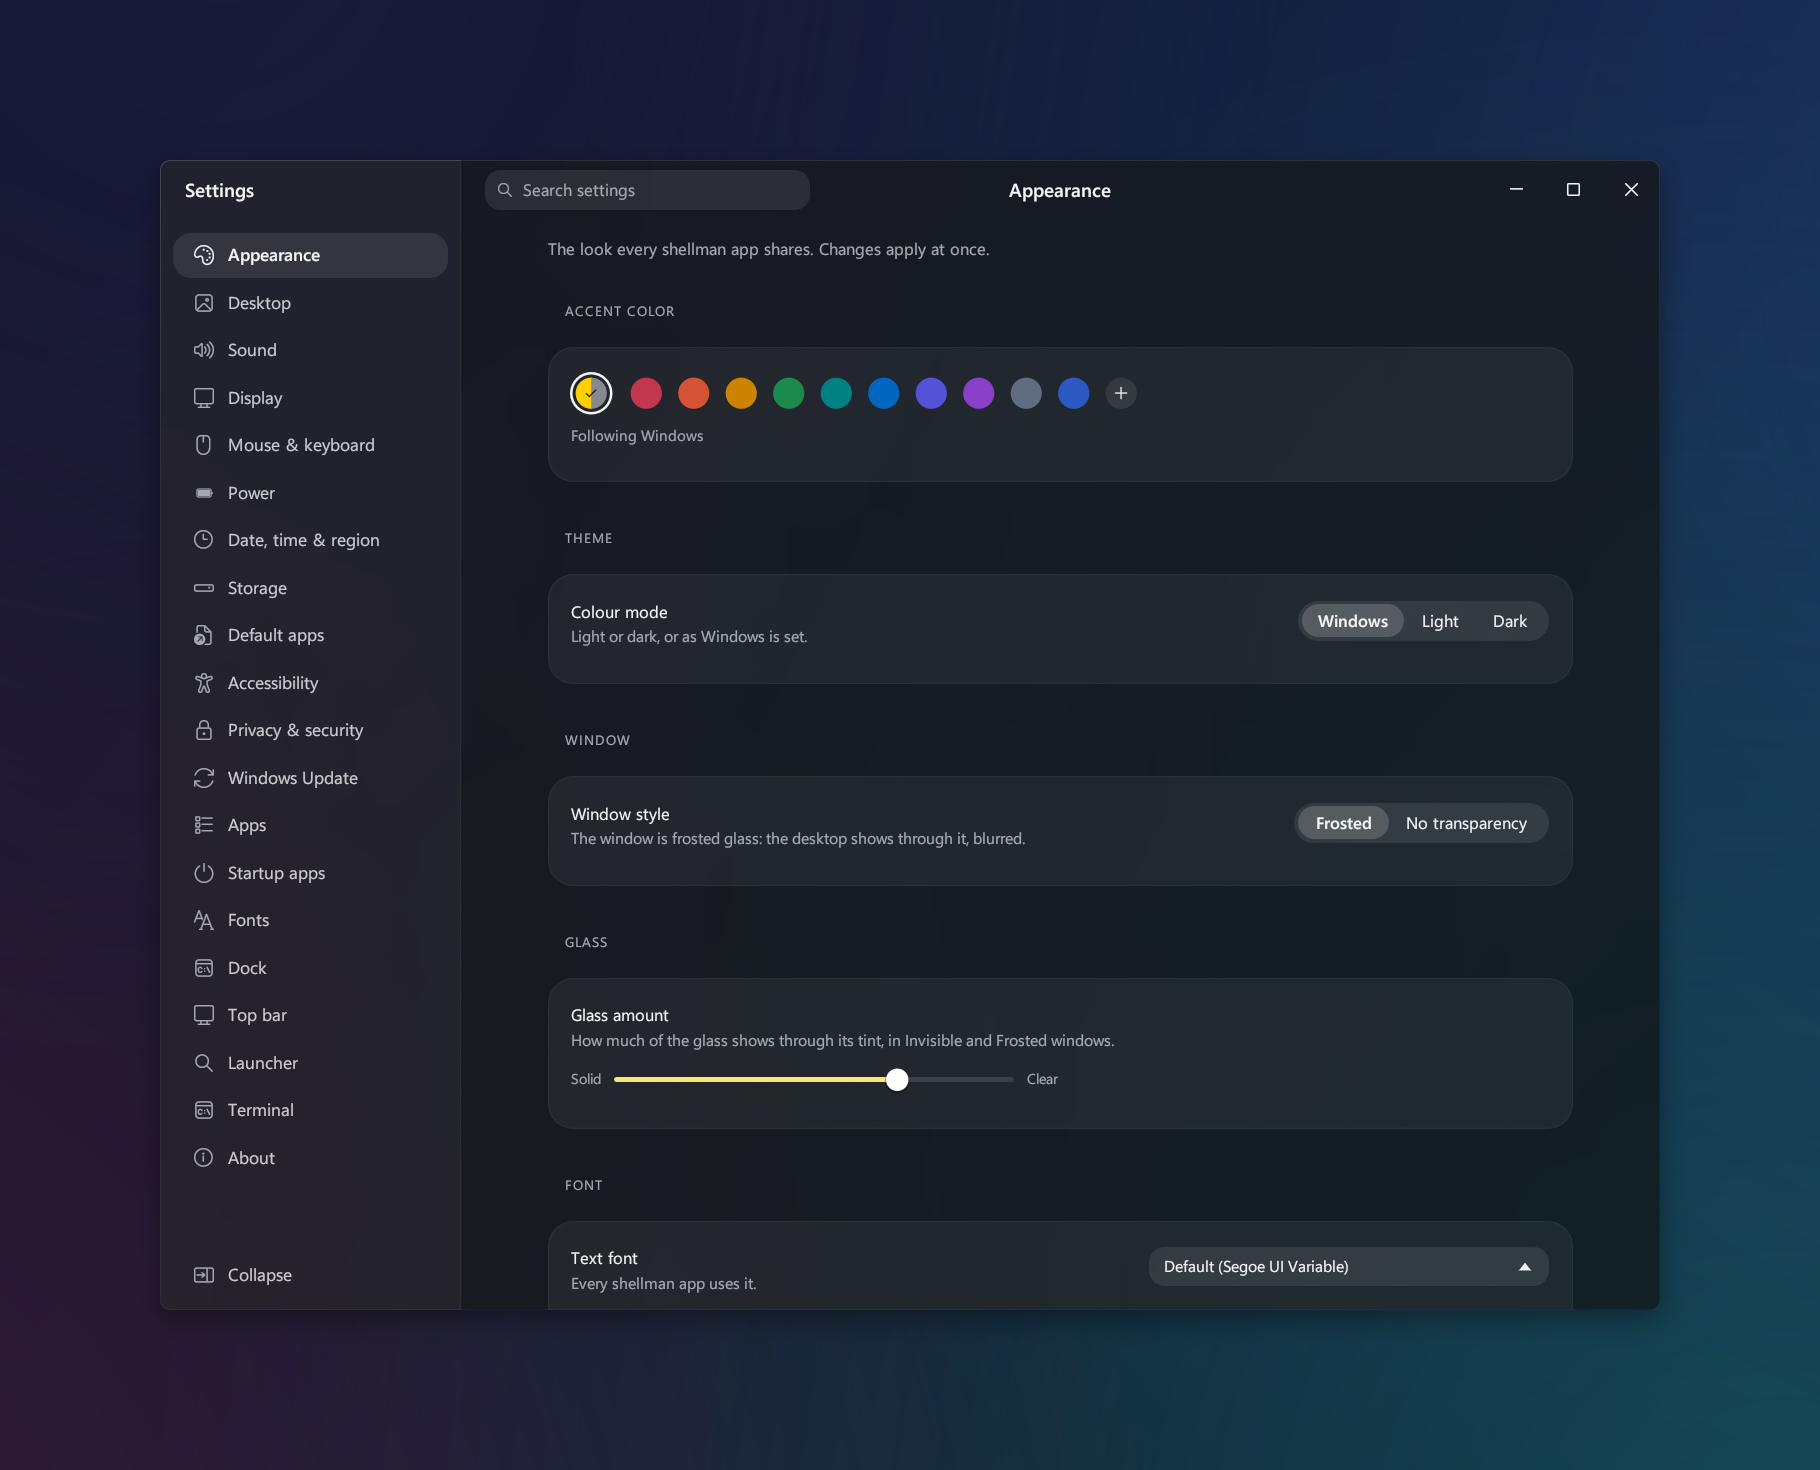 Settings
Search settings
Appearance
Appearance
Desktop
Sound
Display
Mouse & keyboard
Power
Date, time & region
Storage
Default apps
Accessibility
Privacy & security
Windows Update
Apps
Startup apps
Fonts
Dock
Top bar
Launcher
Terminal
About
Collapse
The look every shellman app shares. Changes apply at once.
ACCENT COLOR
Following Windows
THEME
Colour mode
Light or dark, or as Windows is set.
Windows Light Dark
WINDOW
Window style
The window is frosted glass: the desktop shows through it, blurred.
Frosted No transparency
GLASS
Glass amount
How much of the glass shows through its tint, in Invisible and Frosted windows.
Solid Clear
FONT
Text font
Every shellman app uses it.
Default (Segoe UI Variable)